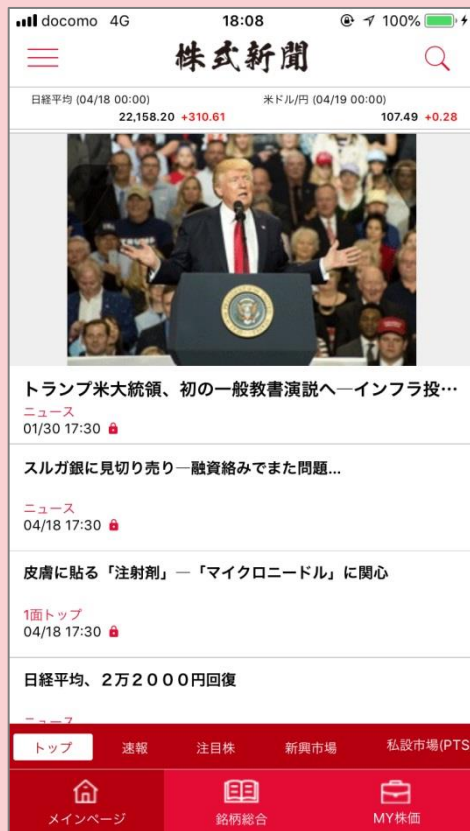 docomo 4G 18:08 100%
株式新聞
日経平均 (04/18 00:00) 米ドル/円 (04/19 00:00)
22,158.20 +310.61 107.49 +0.28
トランプ米大統領、初の一般教書演説へ―インフラ投…
ニュース
01/30 17:30
スルガ銀に見切り売り―融資絡みでまた問題...
ニュース
04/18 17:30
皮膚に貼る「注射剤」―「マイクロニードル」に関心
1面トップ
04/18 17:30
日経平均、2万2000円回復
ニュース
トップ 速報 注目株 新興市場 私設市場(PTS
メインページ 銘柄総合 MY株価